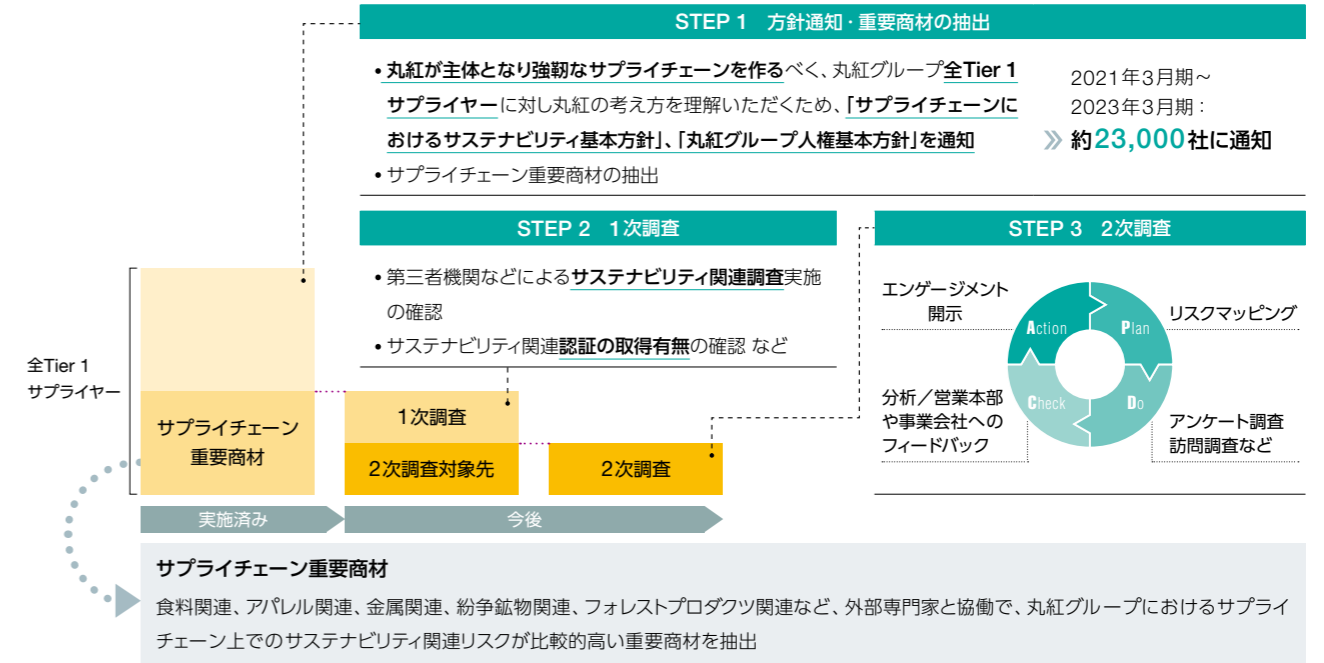 STEP 1 方針通知・重要商材の抽出
•丸紅が主体となり強靭なサプライチェーンを作るべく、丸紅グループ全Tier 1
サプライヤーに対し丸紅の考え方を理解いただくため、「サプライチェーンに
おけるサステナビリティ基本方針」、「丸紅グループ人権基本方針」を通知
•サプライチェーン重要商材の抽出
2021年3月期~
2023年3月期:
約23,000社に通知
STEP 2 1次調査
•第三者機関などによるサステナビリティ関連調査実施
の確認
•サステナビリティ関連認証の取得有無の確認 など
STEP 3 2次調査
エンゲージメント
開示
リスクマッピング
Action
Plan
Check
Do
分析/営業本部
や事業会社への
フィードバック
アンケート調査
訪問調査など
全Tier 1
サプライヤー
サプライチェーン
重要商材
1次調査
2次調査対象先
2次調査
実施済み
今後
サプライチェーン重要商材
食料関連、アパレル関連、金属関連、紛争鉱物関連、フォレストプロダクツ関連など、外部専門家と協働で、丸紅グループにおけるサプライ
チェーン上でのサステナビリティ関連リスクが比較的高い重要商材を抽出